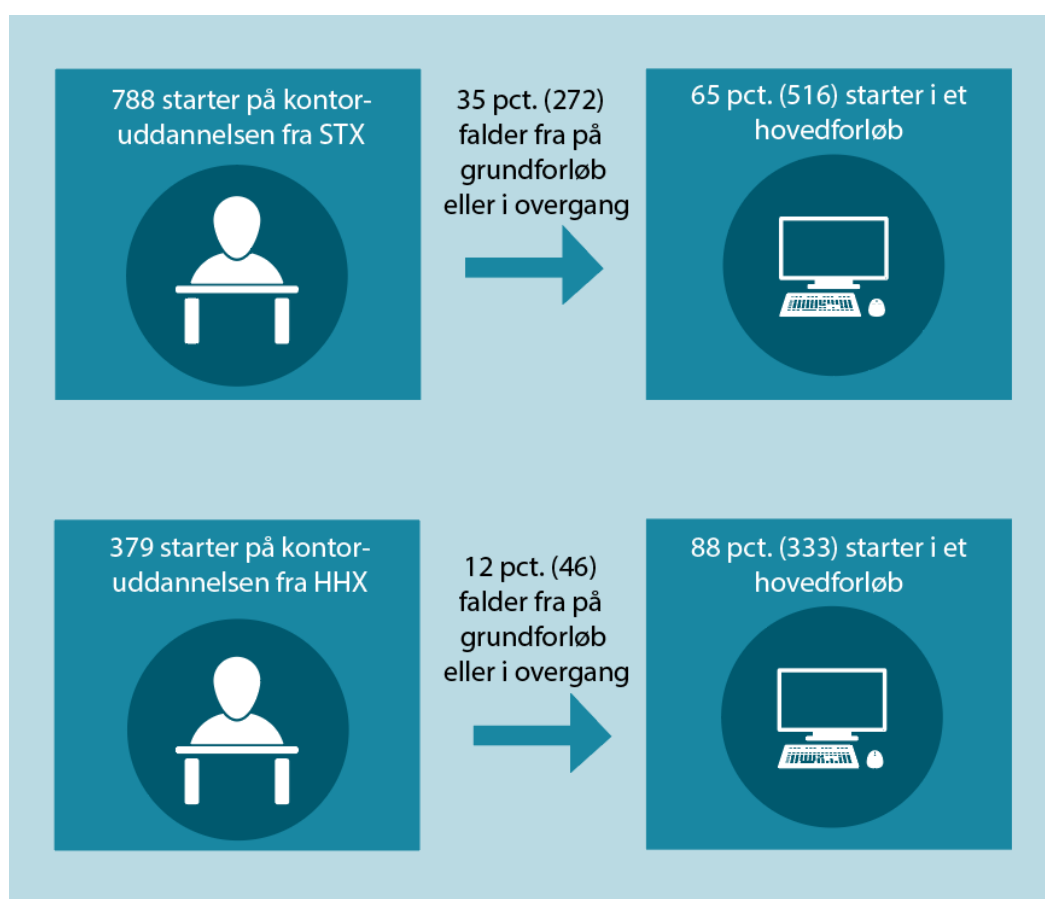 788 starter på kontor-
uddannelsen fra STX
35 pct. (272)
falder fra på
grundforløb
eller i overgang
65 pct. (516) starter i et
hovedforløb
379 starter på kontor-
uddannelsen fra HHX
12 pct. (46)
falder fra på
grundforløb
eller i overgang
88 pct. (333) starter i et
hovedforløb